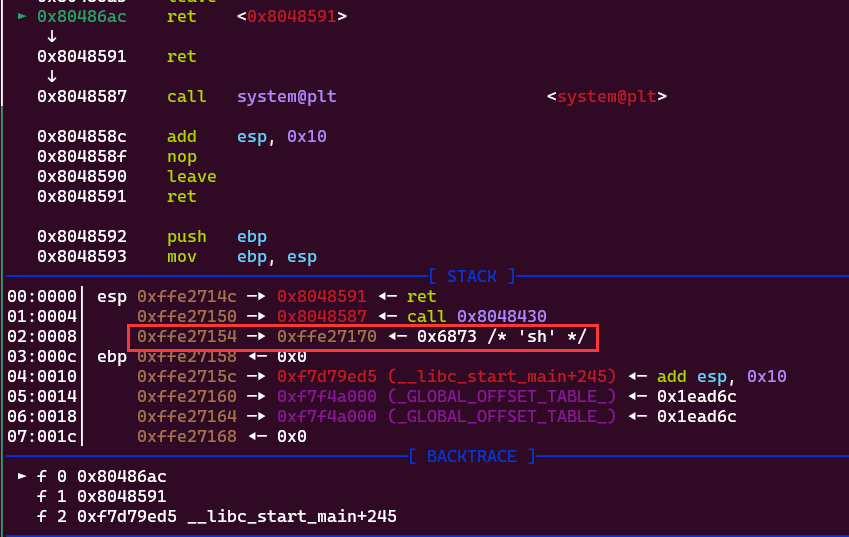 ► 0x80486ac    ret    <0x8048591>
↓
0x8048591    ret
↓
0x8048587    call   system@plt                     <system@plt>
0x804858c    add    esp, 0x10
0x804858f    nop
0x8048590    leave
0x8048591    ret
0x8048592    push   ebp
0x8048593    mov    ebp, esp
[ STACK ]
00:0000│ esp 0xffe2714c —▸ 0x8048591 ◂— ret
01:0004│     0xffe27150 —▸ 0x8048587 ◂— call 0x8048430
02:0008│     0xffe27154 —▸ 0xffe27170 ◂— 0x6873 /* 'sh' */
03:000c│ ebp 0xffe27158 ◂— 0x0
04:0010│     0xffe2715c —▸ 0xf7d79ed5 (__libc_start_main+245) ◂— add esp, 0x10
05:0014│     0xffe27160 —▸ 0xf7f4a000 (_GLOBAL_OFFSET_TABLE_) ◂— 0x1ead6c
06:0018│     0xffe27164 —▸ 0xf7f4a000 (_GLOBAL_OFFSET_TABLE_) ◂— 0x1ead6c
07:001c│     0xffe27168 ◂— 0x0
[ BACKTRACE ]
► f 0 0x80486ac
f 1 0x8048591
f 2 0xf7d79ed5 __libc_start_main+245